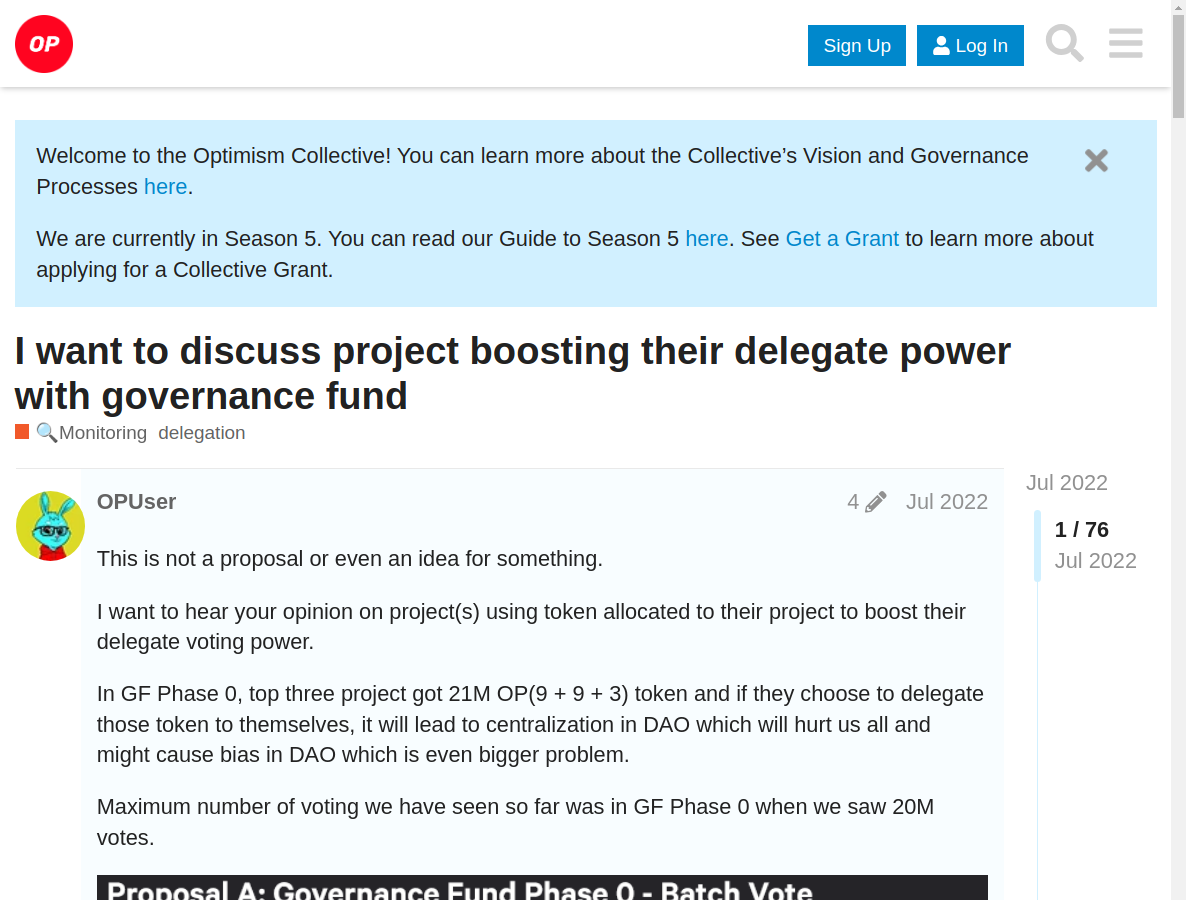 OP
Sign Up
Log In
Welcome to the Optimism Collective! You can learn more about the Collective’s Vision and Governance
Processes here.
We are currently in Season 5. You can read our Guide to Season 5 here. See Get a Grant to learn more about
applying for a Collective Grant.
I want to discuss project boosting their delegate power
with governance fund
Monitoring delegation
OPUser 4 Jul 2022
This is not a proposal or even an idea for something.
I want to hear your opinion on project(s) using token allocated to their project to boost their
delegate voting power.
In GF Phase 0, top three project got 21M OP(9 + 9 + 3) token and if they choose to delegate
those token to themselves, it will lead to centralization in DAO which will hurt us all and
might cause bias in DAO which is even bigger problem.
Maximum number of voting we have seen so far was in GF Phase 0 when we saw 20M
votes.
Proposal A: Governance Fund Phase 0 - Batch Vote
Jul 2022
1 / 76
Jul 2022